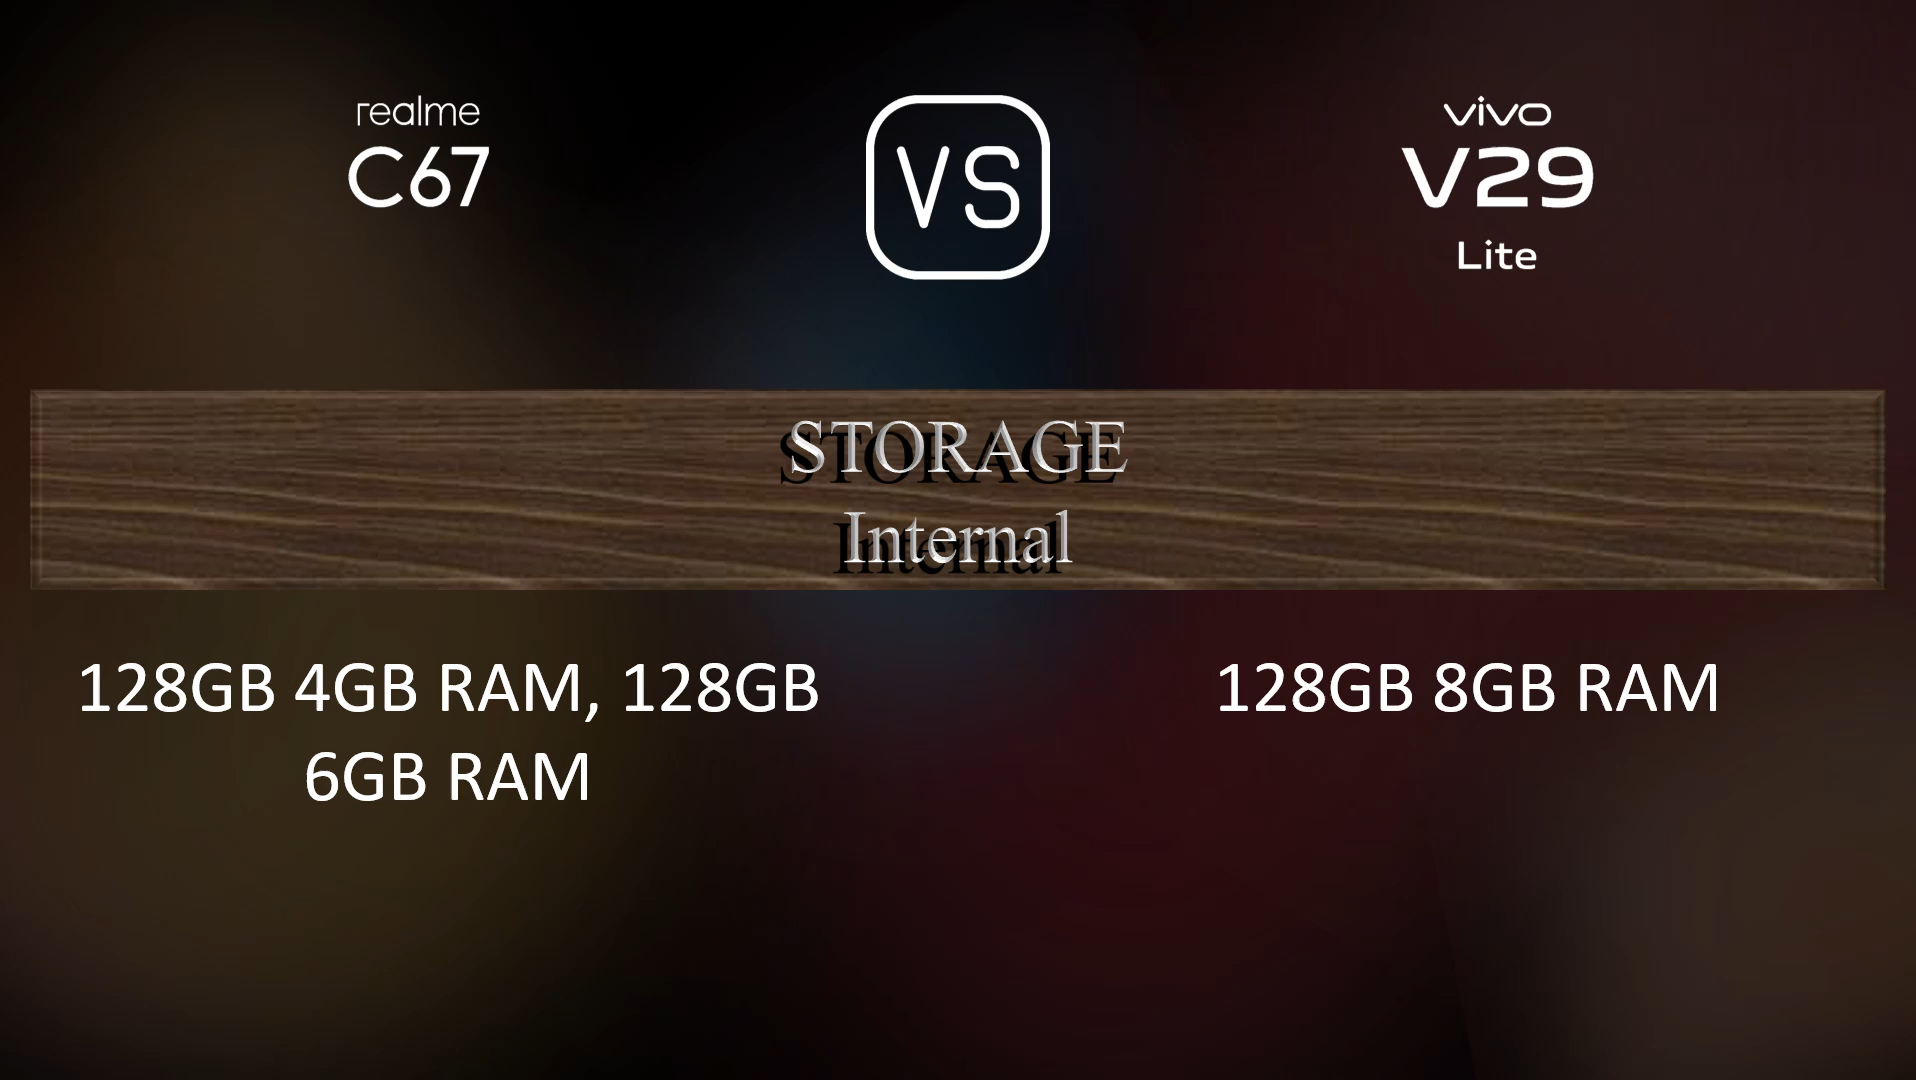 realme
C67
VS
vivo
V29
Lite
STORAGE
Internal
128GB 4GB RAM, 128GB
6GB RAM
128GB 8GB RAM